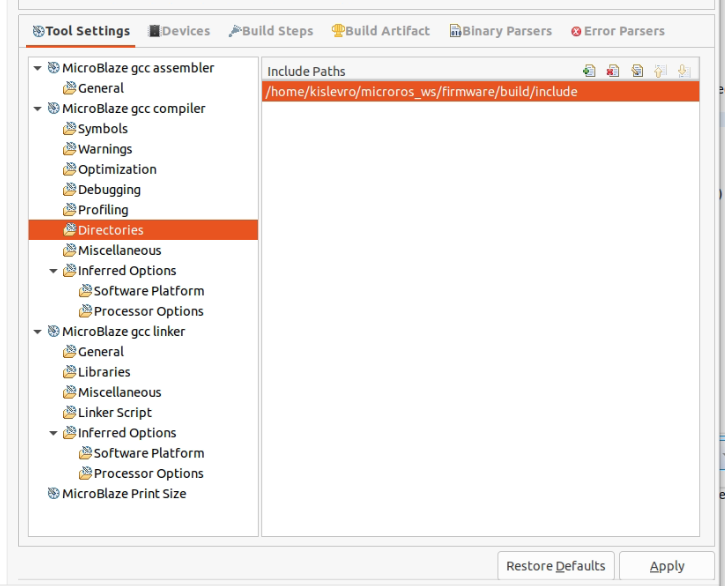 Tool Settings Devices Build Steps Build Artifact Binary Parsers Error Parsers
MicroBlaze gcc assembler
General
MicroBlaze gcc compiler
Symbols
Warnings
Optimization
Debugging
Profiling
Directories
Miscellaneous
Inferred Options
Software Platform
Processor Options
MicroBlaze gcc linker
General
Libraries
Miscellaneous
Linker Script
Inferred Options
Software Platform
Processor Options
MicroBlaze Print Size
Include Paths
/home/kislevro/microros_ws/firmware/build/include
Restore Defaults Apply